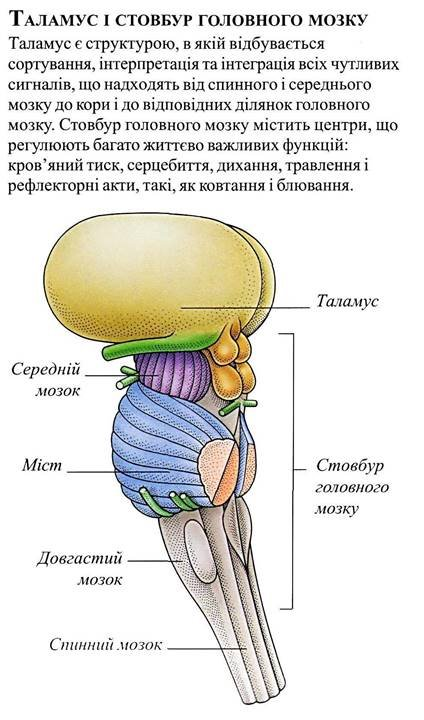 ТАЛАМУС І СТОВБУР ГОЛОВНОГО МОЗКУ
Таламус є структурою, в якій відбувається
сортування, інтерпретація та інтеграція всіх чутливих
сигналів, що надходять від спинного і середнього
мозку до кори і до відповідних ділянок головного
мозку. Стовбур головного мозку містить центри, що
регулюють багато життєво важливих функцій:
кров’яний тиск, серцебиття, дихання, травлення і
рефлекторні акти, такі, як ковтання і блювання.
Таламус
Середній
мозок
Міст
Стовбур
головного
мозку
Довгастий
мозок
Спинний мозок